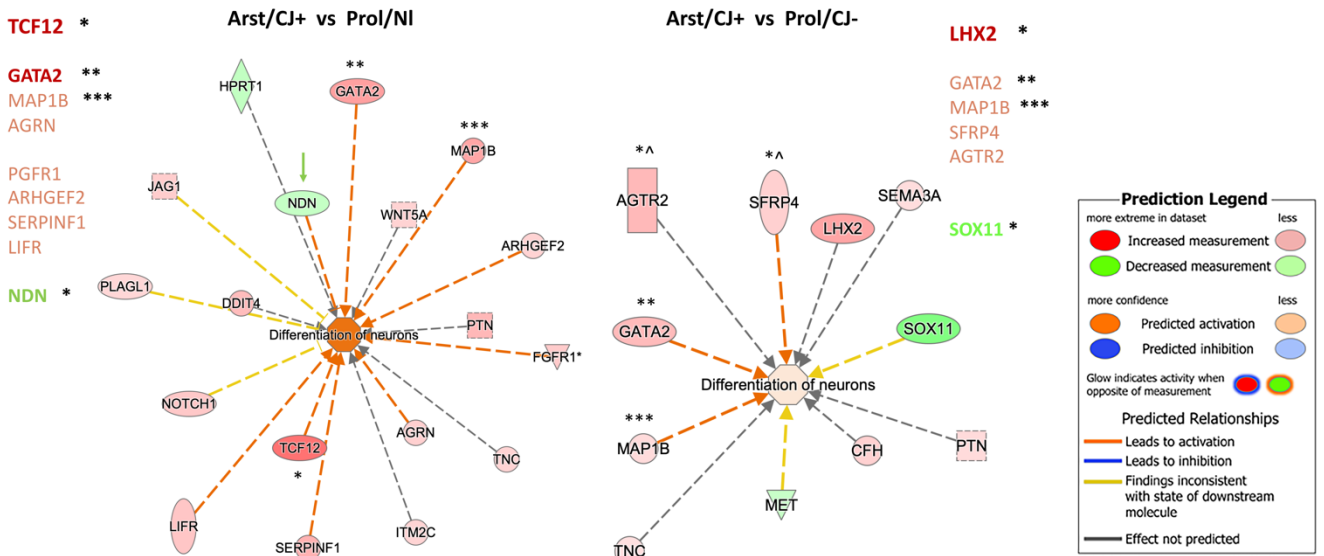 Arst/CJ+ vs Prol/Nl
Arst/CJ+ vs Prol/CJ-
TCF12 *
GATA2 **
MAP1B ***
AGRN
PGFR1
ARHGEF2
SERPINF1
LIFR
NDN *
HPRT1
**
GATA2
***
MAP1B
JAG1
NDN
WNT5A
ARHGEF2
PLAGL1
DDIT4
PTN
Differentiation of neurons
FGFR1*
NOTCH1
AGRN
TCF12
*
TNC
LIFR
ITM2C
SERPINF1
*^
AGTR2
*^
SFRP4
SEMA3A
LHX2
**
GATA2
SOX11
Differentiation of neurons
***
MAP1B
CFH
PTN
MET
TNC
LHX2 *
GATA2 **
MAP1B ***
SFRP4
AGTR2
SOX11 *
Prediction Legend
more extreme in dataset less
Increased measurement
Decreased measurement
more confidence less
Predicted activation
Predicted inhibition
Glow indicates activity when
opposite of measurement
Predicted Relationships
Leads to activation
Leads to inhibition
Findings inconsistent
with state of downstream
molecule
Effect not predicted